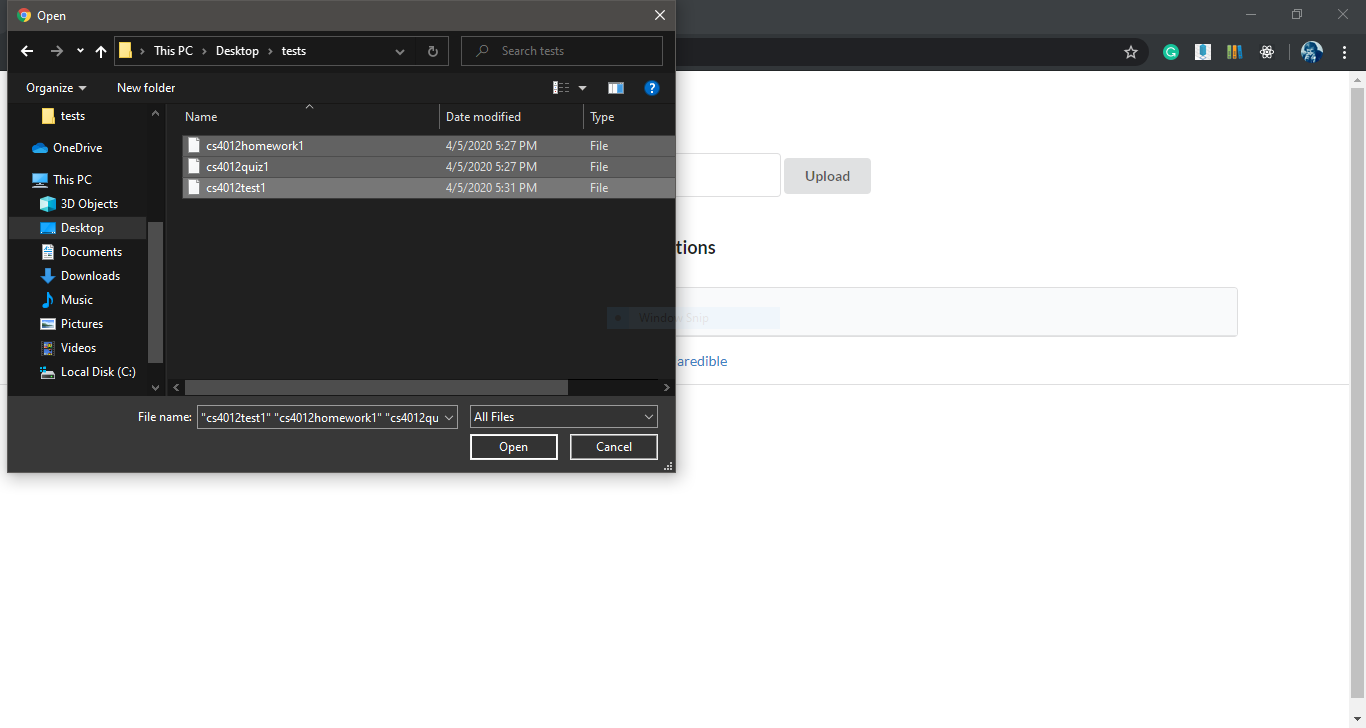 Open
This PC
Desktop
tests
Search tests
Organize
New folder
tests
OneDrive
This PC
3D Objects
Desktop
Documents
Downloads
Music
Pictures
Videos
Local Disk (C:)
Name Date modified Type
cs4012homework1 4/5/2020 5:27 PM File
cs4012quiz1 4/5/2020 5:27 PM File
cs4012test1 4/5/2020 5:31 PM File
File name: "cs4012test1" "cs4012homework1" "cs4012qu
All Files
Open Cancel
Upload
tions
Window Snip
aredible